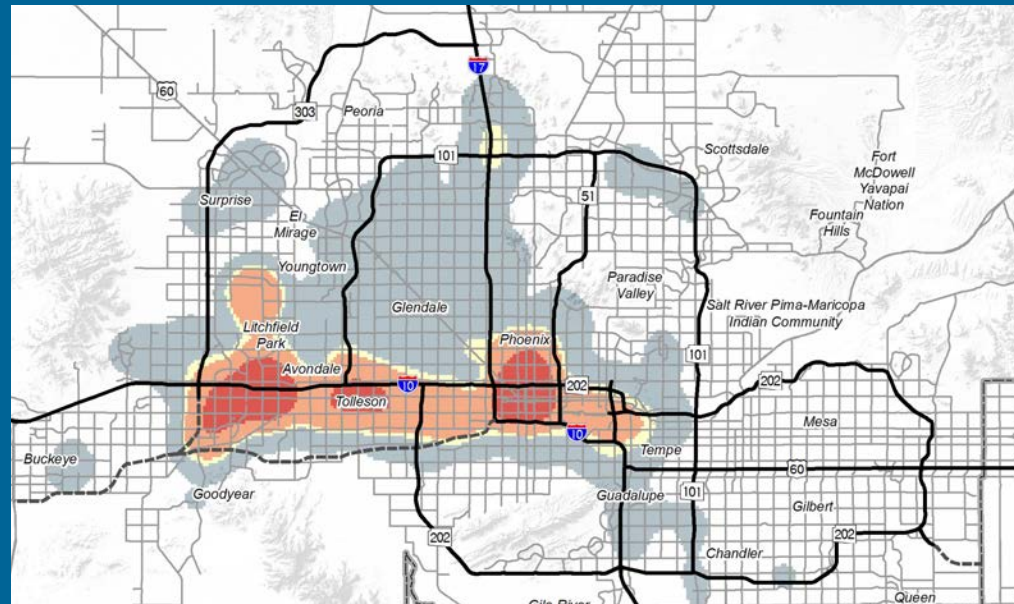 17
60
303
Peoria
101
Scottsdale
Fort
McDowell
Yavapai
Nation
51
Surprise
El
Mirage
Fountain
Hills
Youngtown
Paradise
Valley
Glendale
Salt River Pima-Maricopa
Indian Community
Litchfield
Park
Phoenix
101
Avondale
10
202
202
Tolleson
Mesa
10
Tempe
Buckeye
60
Goodyear
Guadalupe
101
Gilbert
202
202
Chandler
Gila River
Queen